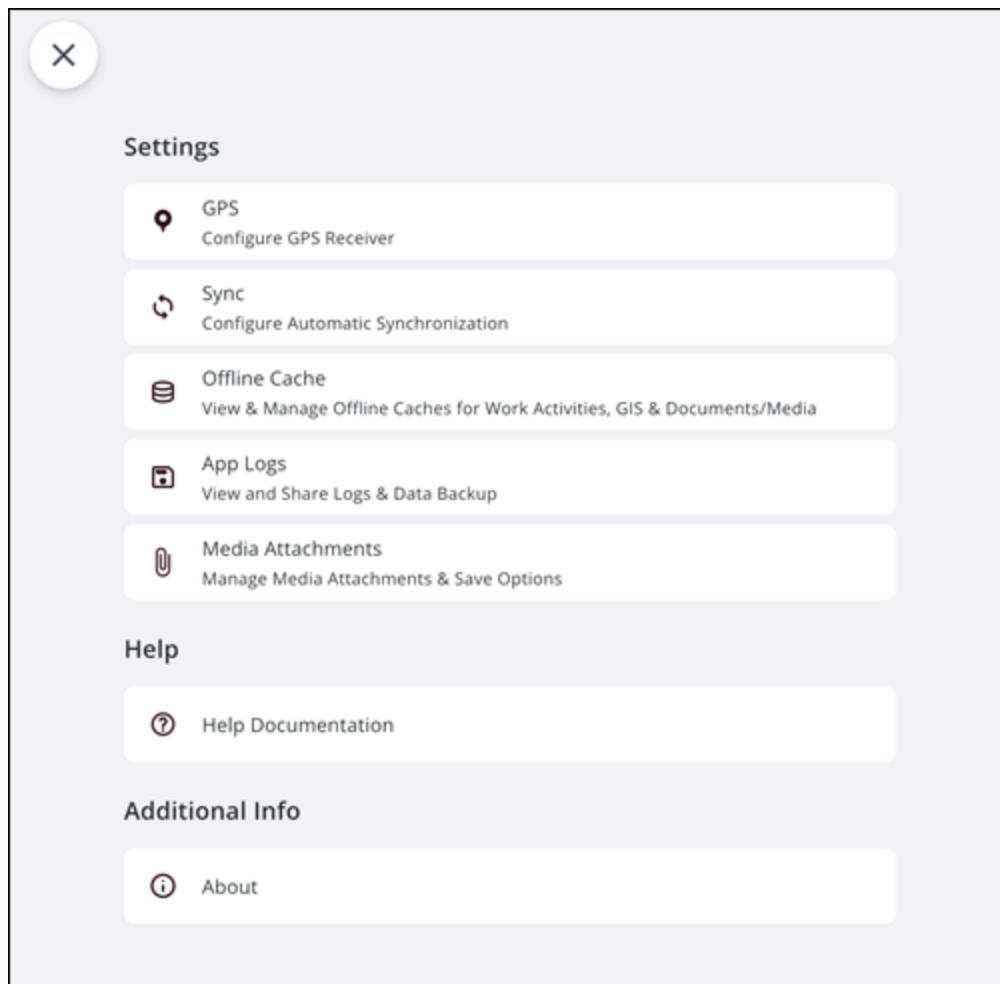 Settings
GPS
Configure GPS Receiver
Sync
Configure Automatic Synchronization
Offline Cache
View & Manage Offline Caches for Work Activities, GIS & Documents/Media
App Logs
View and Share Logs & Data Backup
Media Attachments
Manage Media Attachments & Save Options
Help
Help Documentation
Additional Info
About